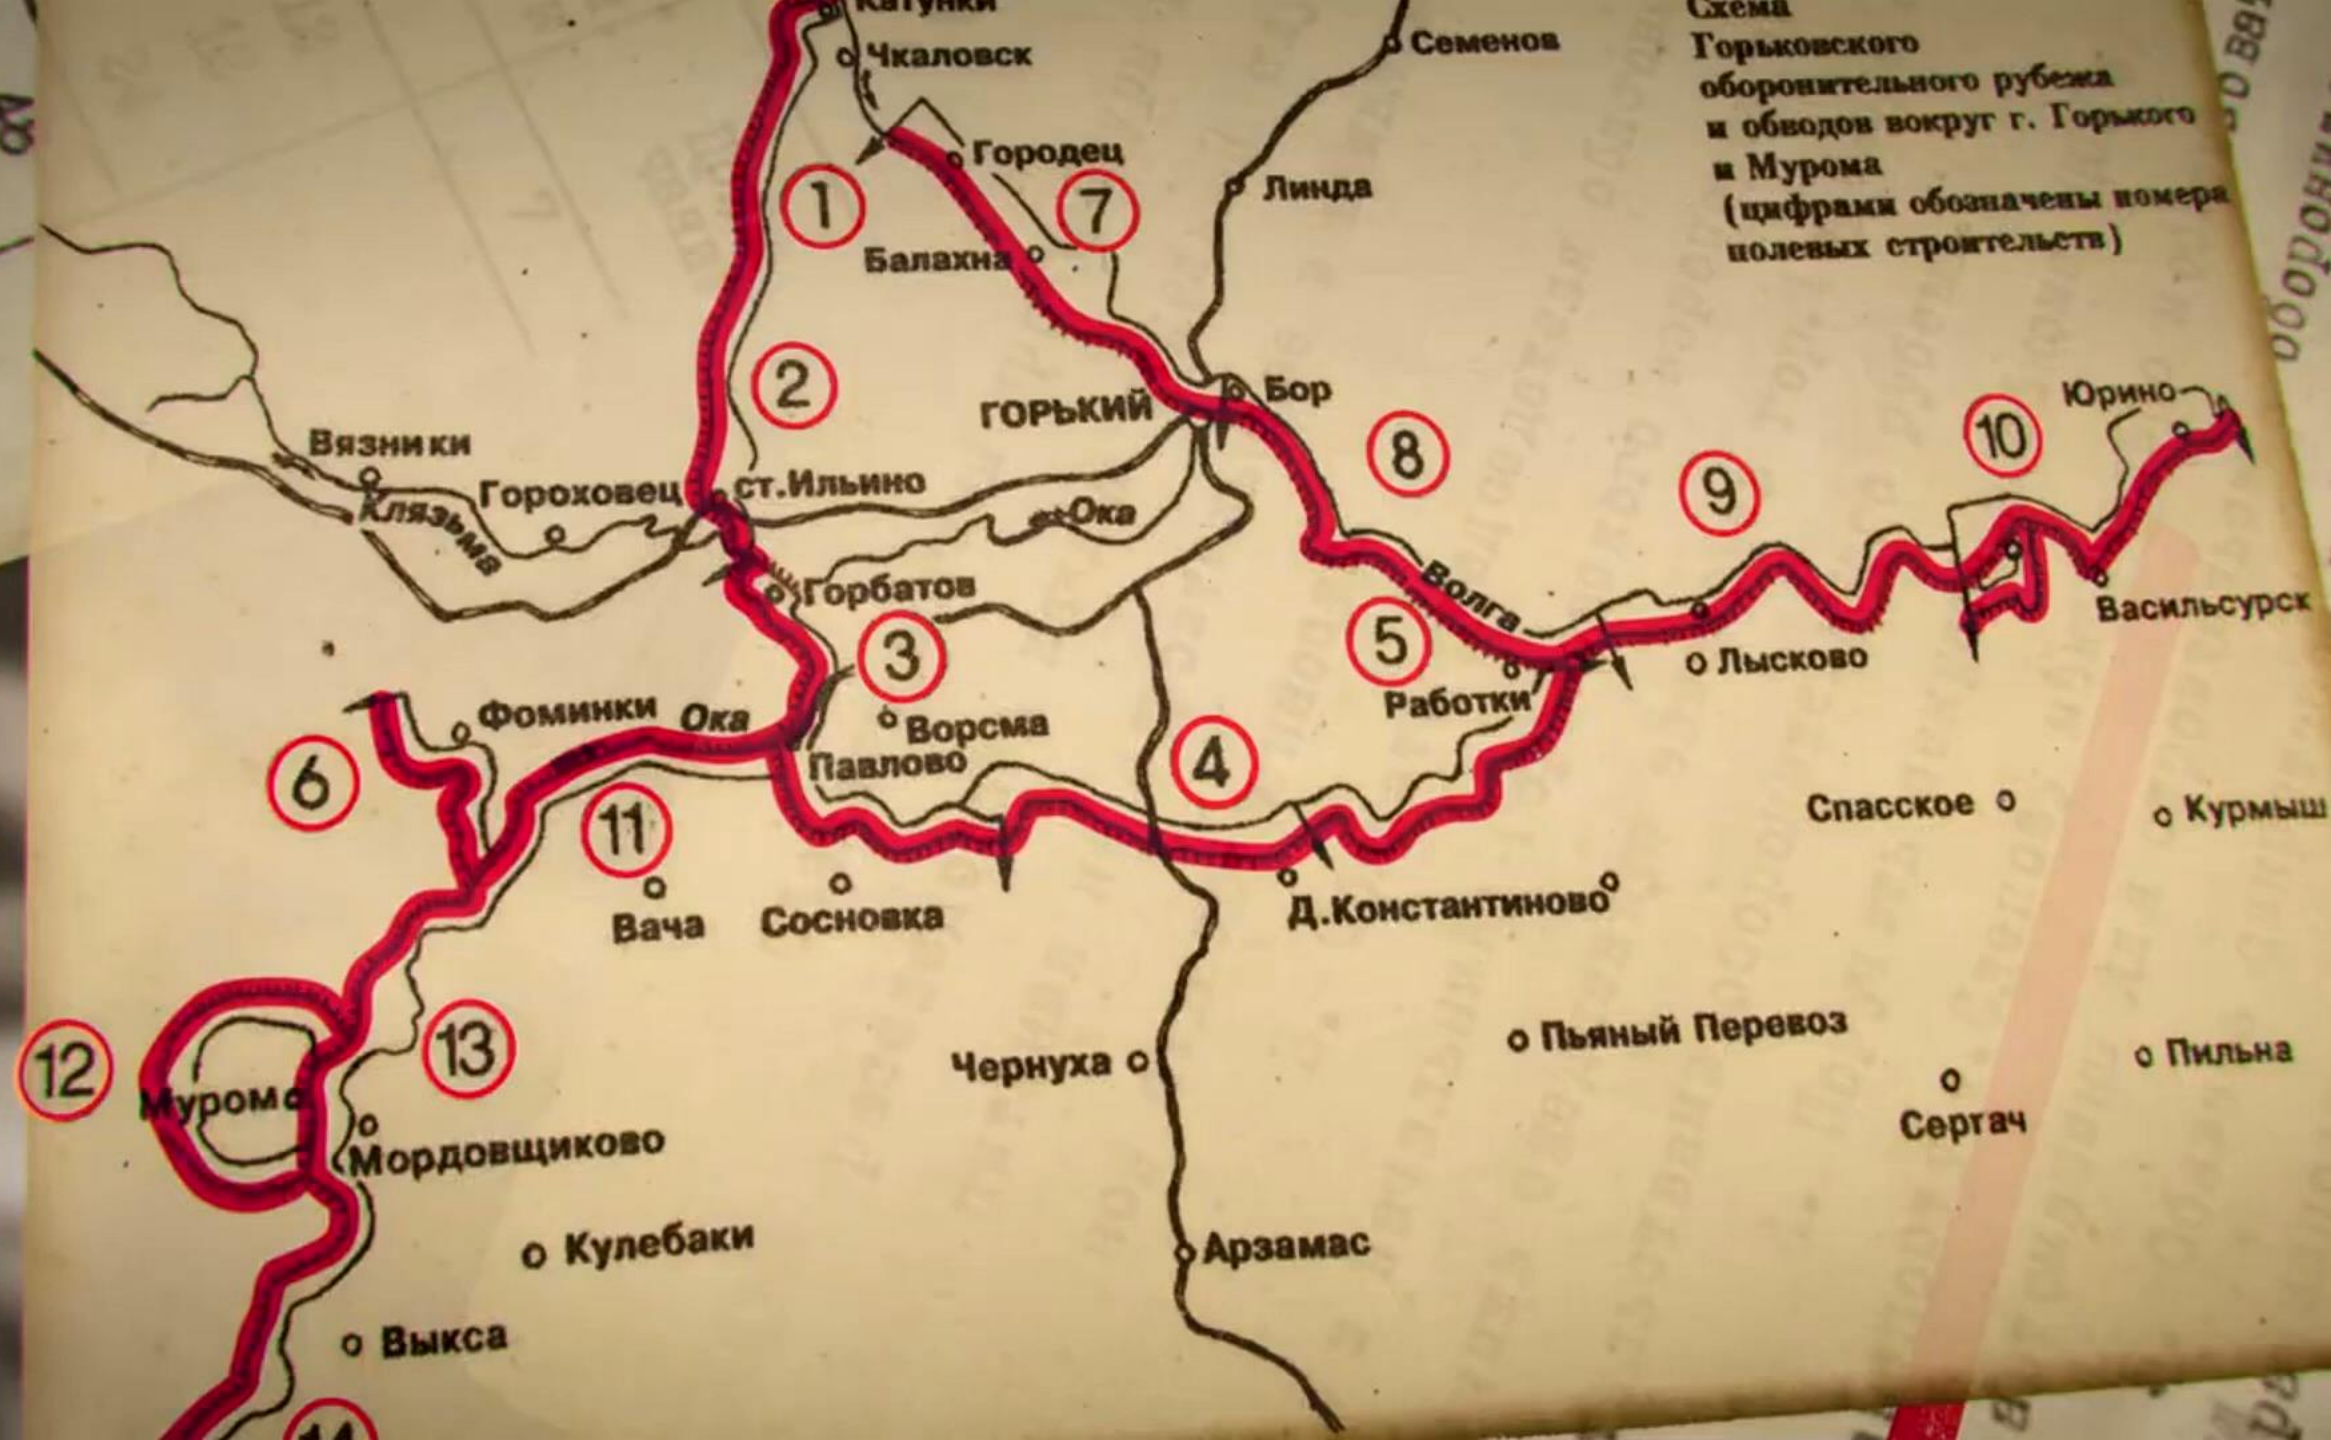 Катунки
Чкаловск
Семенов
Схема
Горьковского
оборонительного рубежа
и обводов вокруг г. Горького
и Мурома
(цифрами обозначены номера
полевых строительств)
Городец
1
7
Линда
Балахна
2
ГОРЬКИЙ
Бор
Юрино
8
10
9
Вязники
Гороховец
ст.Ильино
Клязьма
Ока
Горбатов
Волга
Васильсурск
3
5
Лысково
Работки
Фоминки
Ока
Ворсма
6
Павлово
4
11
Спасское
Курмыш
Вача
Сосновка
Д.Константиново
12
13
Чернуха
Пьяный Перевоз
Пильна
Муром
Сергач
Мордовщиково
Кулебаки
Арзамас
Выкса
14